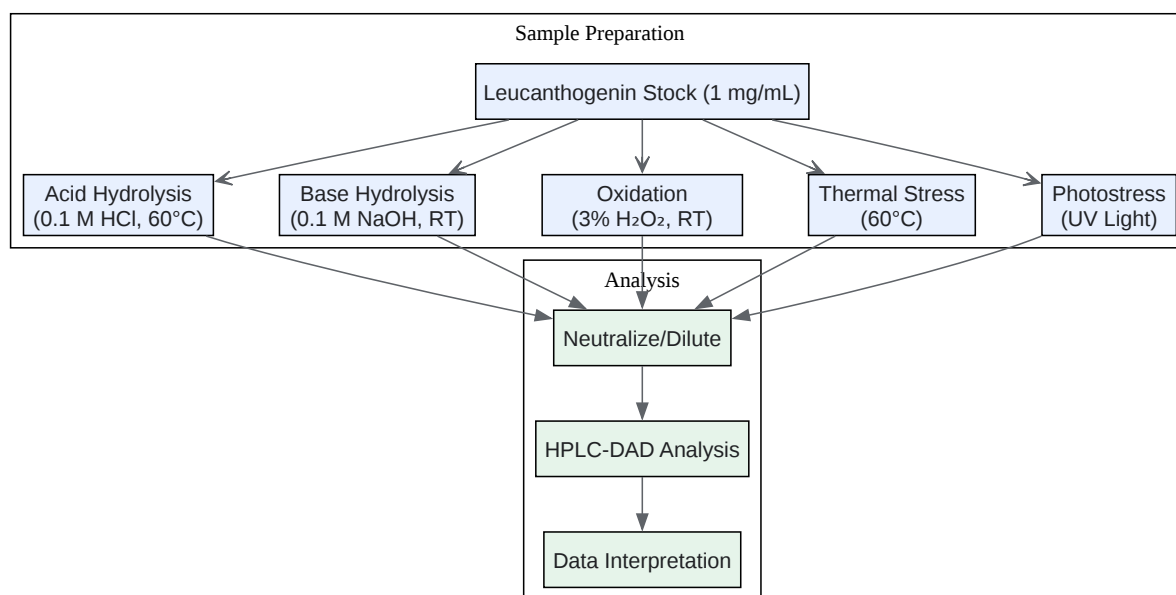 Sample Preparation
Leucanthogenin Stock (1 mg/mL)
Acid Hydrolysis
(0.1 M HCl, 60°C)
Base Hydrolysis
(0.1 M NaOH, RT)
Oxidation
(3% H₂O₂, RT)
Thermal Stress
(60°C)
Photostress
(UV Light)
Analysis
Neutralize/Dilute
HPLC-DAD Analysis
Data Interpretation